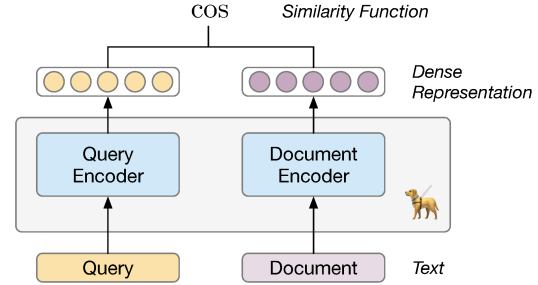 COS
Similarity Function
Dense
Representation
Query
Encoder
Document
Encoder
Query
Document
Text